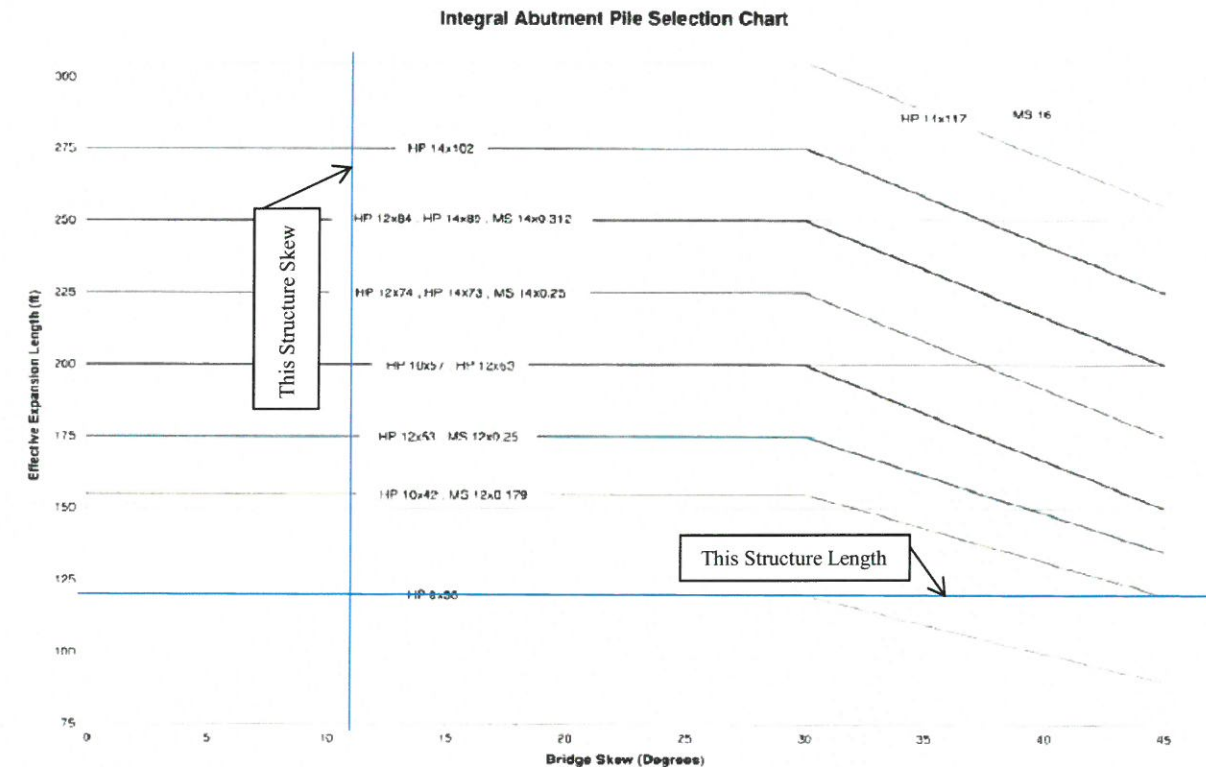 Integral Abutment Pile Selection Chart
Effective Expansion Length (ft)
300
275
250
225
200
175
150
125
100
75
HP 14x117
MS 16
HP 14x102
HP 12x84 , HP 14x89 , MS 14x0.312
HP 12x74 , HP 14x73 , MS 14x0.25
HP 10x57 , HP 12x63
HP 12x53 , MS 12x0.25
HP 10x42 , MS 12x0.179
This Structure Skew
This Structure Length
0
5
10
15
20
25
30
35
40
45
Bridge Skew (Degrees)